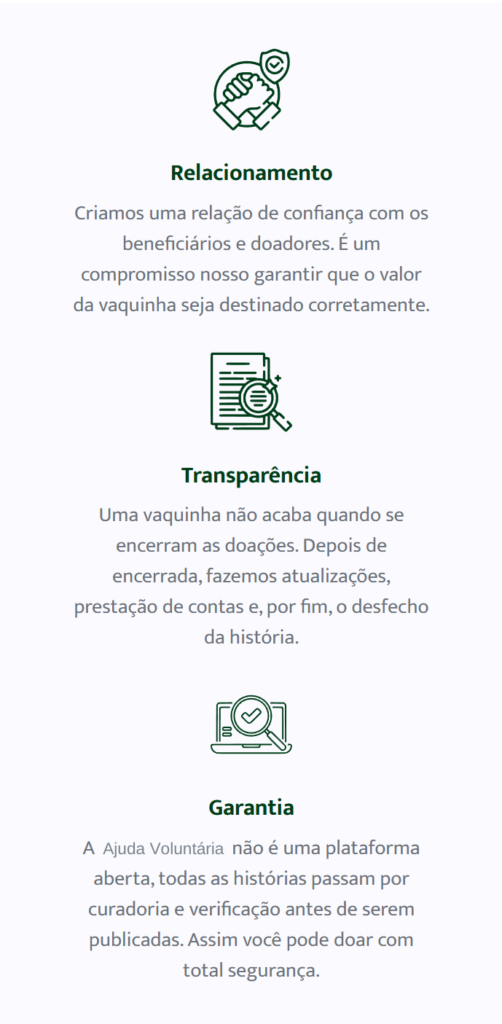 Relacionamento
Criamos uma relação de confiança com os
beneficiários e doadores. É um
compromisso nosso garantir que o valor
da vaquinha seja destinado corretamente.
Transparência
Uma vaquinha não acaba quando se
encerram as doações. Depois de
encerrada, fazemos atualizações,
prestação de contas e, por fim, o desfecho
da história.
Garantia
A Ajuda Voluntária não é uma plataforma
aberta, todas as histórias passam por
curadoria e verificação antes de serem
publicadas. Assim você pode doar com
total segurança.